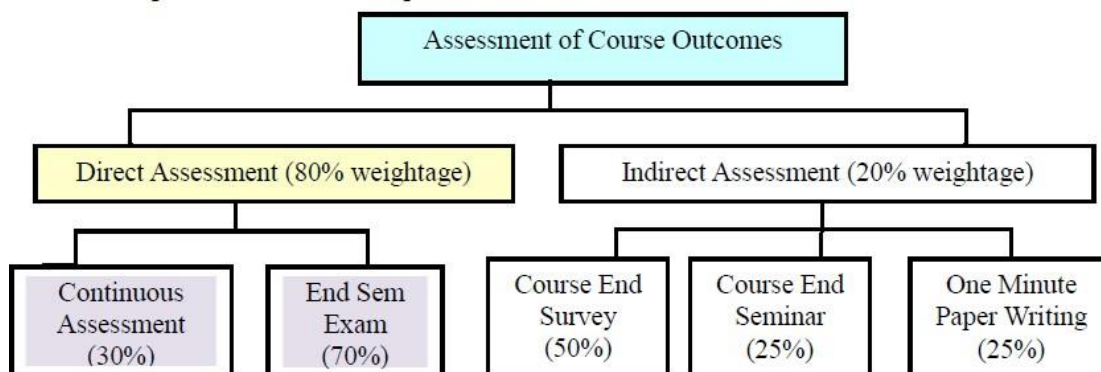 Assessment of Course Outcomes
Direct Assessment (80% weightage)
Indirect Assessment (20% weightage)
Continuous
Assessment
(30%)
End Sem
Exam
(70%)
Course End
Survey
(50%)
Course End
Seminar
(25%)
One Minute
Paper Writing
(25%)